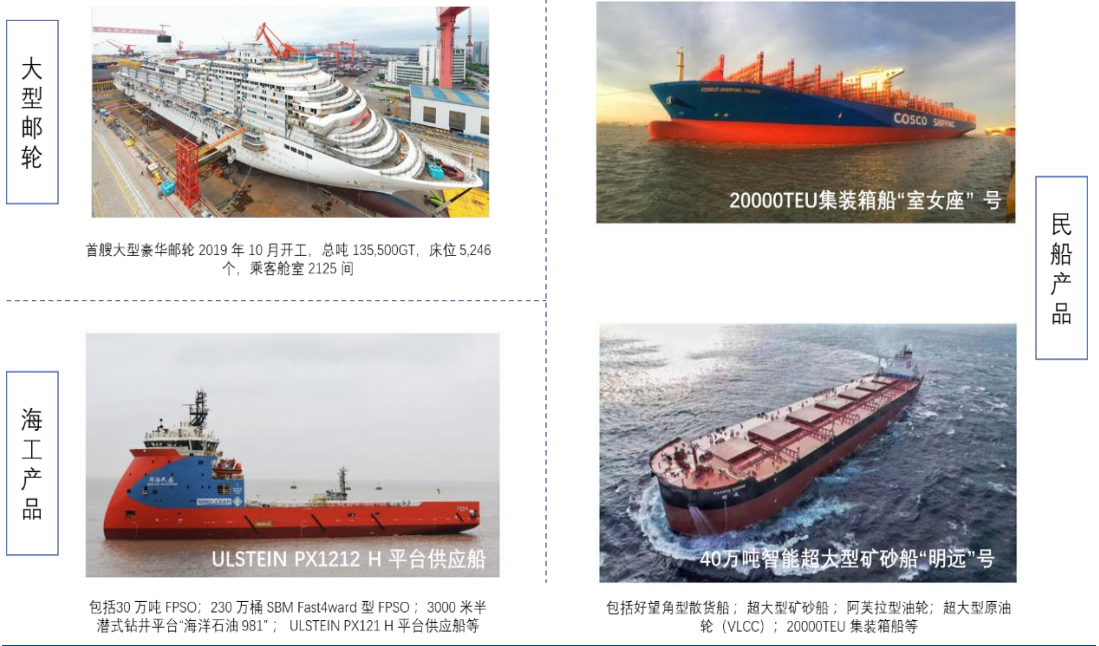 大型邮轮
首艘大型豪华邮轮 2019 年 10 月开工，总吨 135,500GT，床位 5,246
个，乘客舱室 2125 间
海工产品
ULSTEIN PX1212 H 平台供应船
包括30 万吨 FPSO；230 万桶 SBM Fast4ward 型 FPSO ；3000 米半
潜式钻井平台“海洋石油 981” ； ULSTEIN PX121 H 平台供应船等
COSCO SHIPPING TAURUS
COSCO SHIPPING
20000TEU集装箱船“室女座” 号
民船产品
40万吨智能超大型矿砂船“明远”号
包括好望角型散货船 ；超大型矿砂船 ；阿芙拉型油轮；超大型原油
轮（VLCC）；20000TEU 集装箱船等